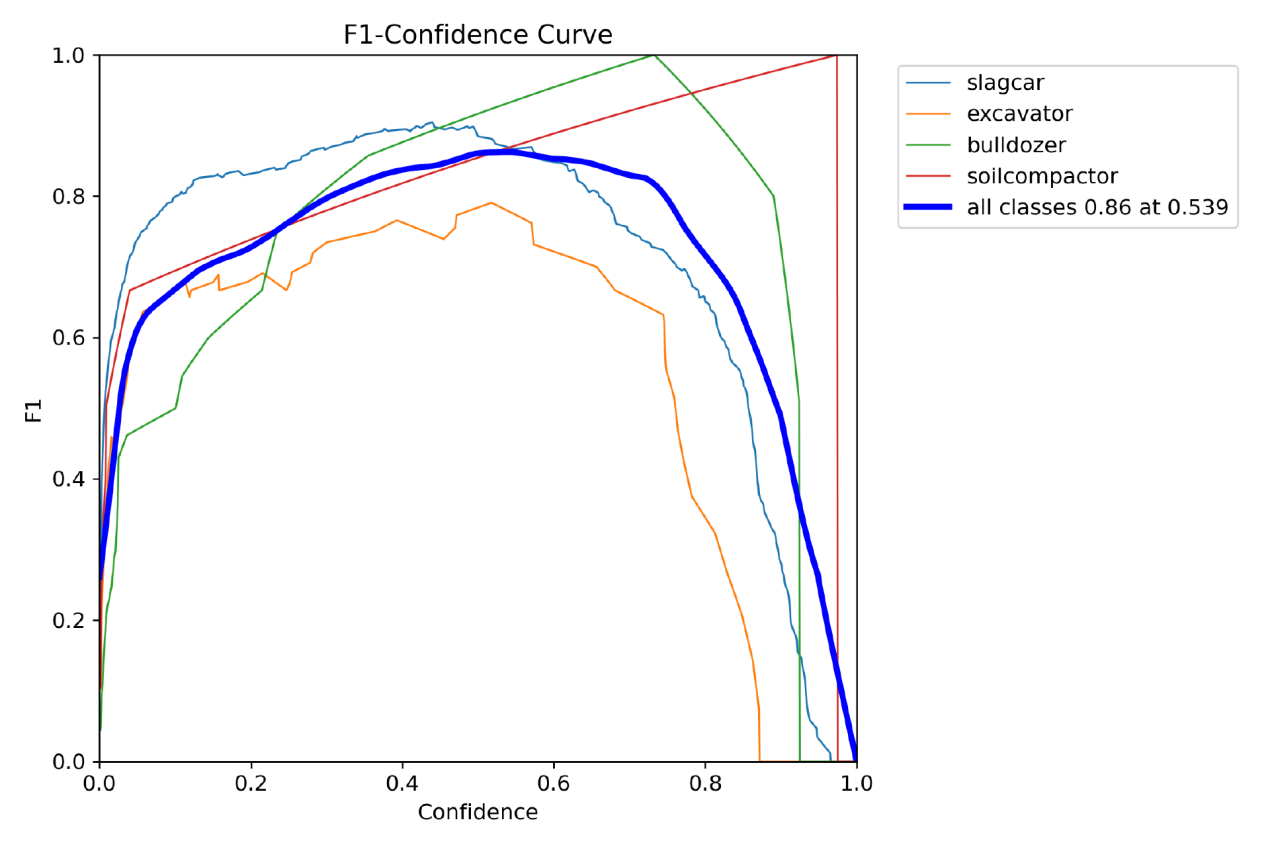 F1-Confidence Curve
1.0
0.8
0.6
0.4
0.2
0.0
F1
0.0 0.2 0.4 0.6 0.8 1.0
Confidence
slagcar
excavator
bulldozer
soilcompactor
all classes 0.86 at 0.539